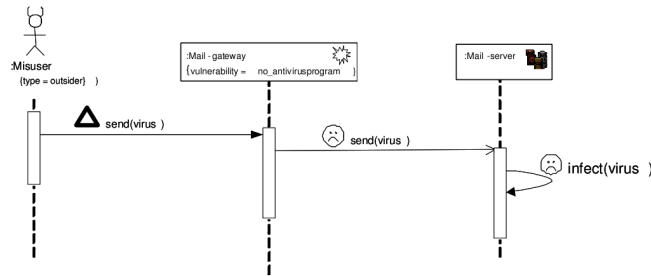 :Misuser
{type = outsider} )
:Mail - gateway
{vulnerability = no_antivirusprogram }
:Mail -server
send(virus )
send(virus )
infect(virus )